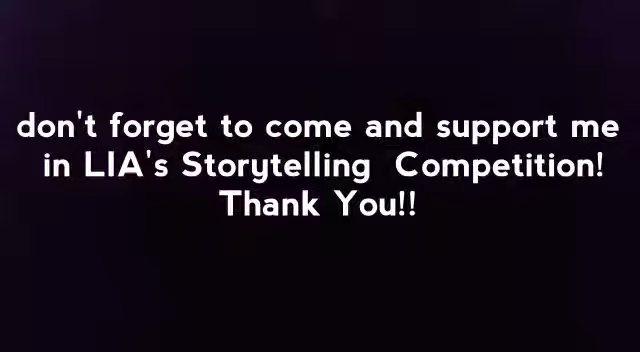 don't forget to come and support me
in LIA's Storytelling Competition!
Thank You!!